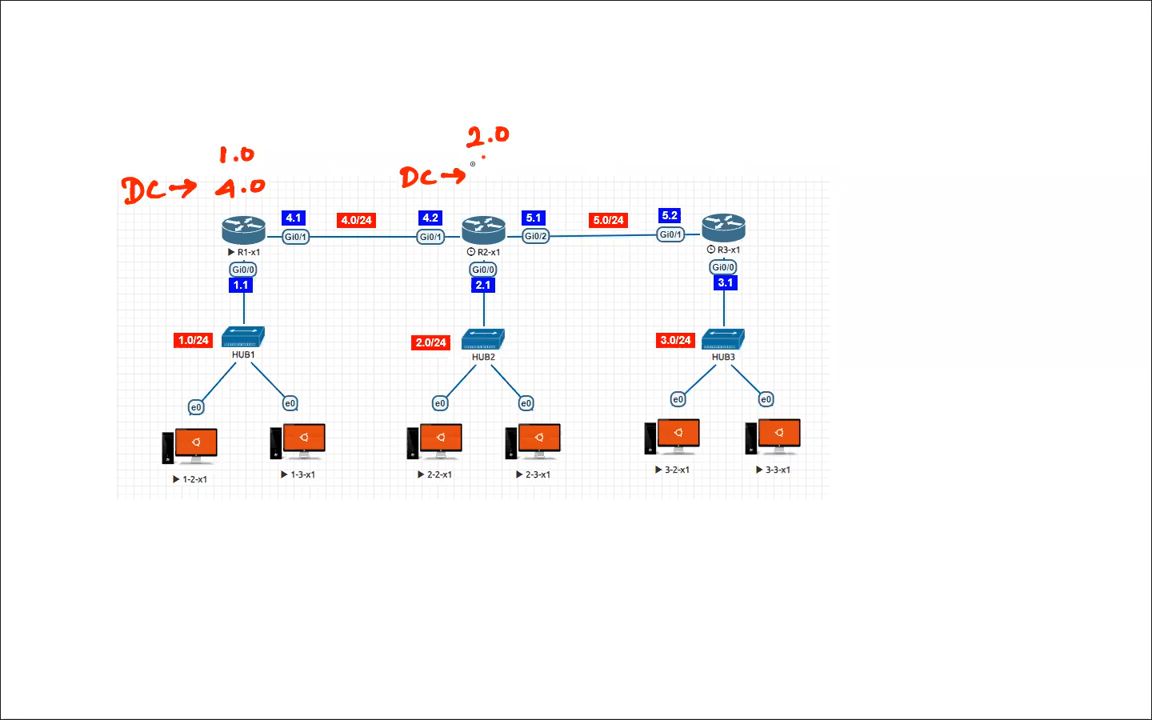 2.0
1.0
DC → 4.0
DC →
4.1
4.0/24
4.2
5.1
5.0/24
5.2
Gi0/1
Gi0/1
Gi0/2
Gi0/1
R1-x1
R2-x1
R3-x1
Gi0/0
Gi0/0
Gi0/0
1.1
2.1
3.1
1.0/24
2.0/24
3.0/24
HUB1
HUB2
HUB3
e0
e0
e0
e0
e0
e0
1-2-x1
1-3-x1
2-2-x1
2-3-x1
3-2-x1
3-3-x1